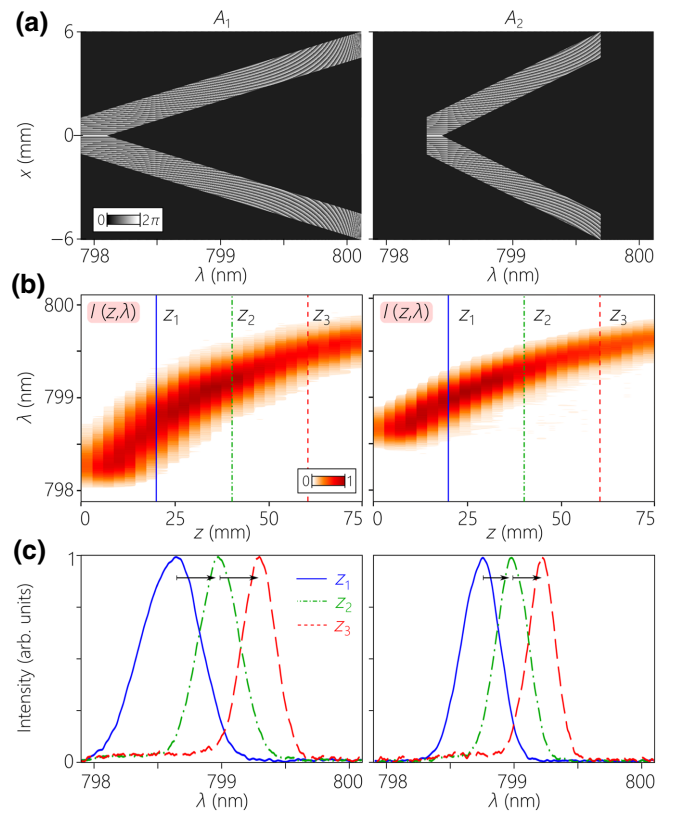 (a)
A₁
A₂
6
0
−6
x (mm)
0 2π
798 799 800
λ (nm)
798 799 800
λ (nm)
(b)
800
799
798
λ (nm)
I (z,λ)
z₁
z₂
z₃
0 1
I (z,λ)
z₁
z₂
z₃
0 25 50 75
z (mm)
0 25 50 75
z (mm)
(c)
1
0
Intensity (arb. units)
z₁
z₂
z₃
798 799 800
λ (nm)
798 799 800
λ (nm)